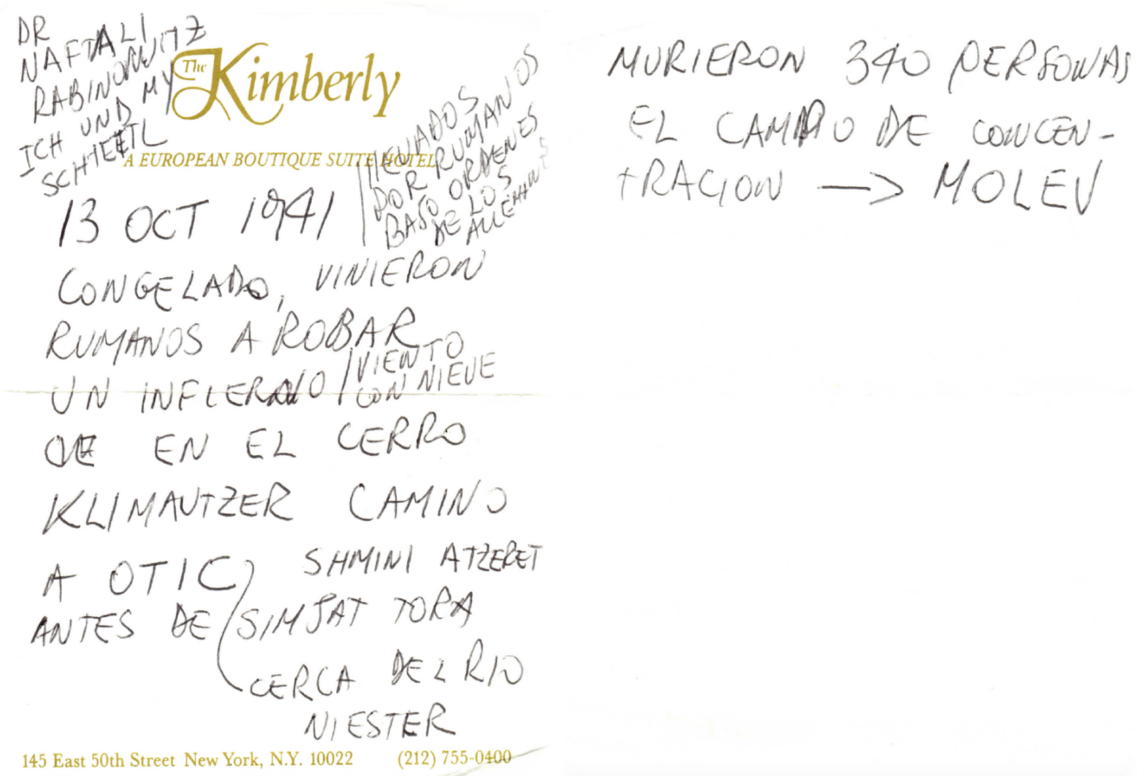 DR
NAFTALI
RABINOWITZ
ICH UND MY
SCHTEETL
The Kimberly
A EUROPEAN BOUTIQUE SUITE HOTEL
LLEVADOS
POR RUMANOS
BASO ORDENES
DE LOS
ALLEMANES
13 OCT 1941
CONGELADO, VINIERON
RUMANOS A ROBAR
UN INFIERNO
VIENTO
CON NIEVE
QUE EN EL CERRO
KLIMAUTZER CAMINO
A OTIC SHMINI ATZERET
ANTES DE SIMJAT TORA
CERCA DEL RIO
NIESTER
145 East 50th Street New York, N.Y. 10022 (212) 755-0400
MURIERON 340 PERSONAS
EL CAMPO DE CONCEN-
TRACION → MOLEV